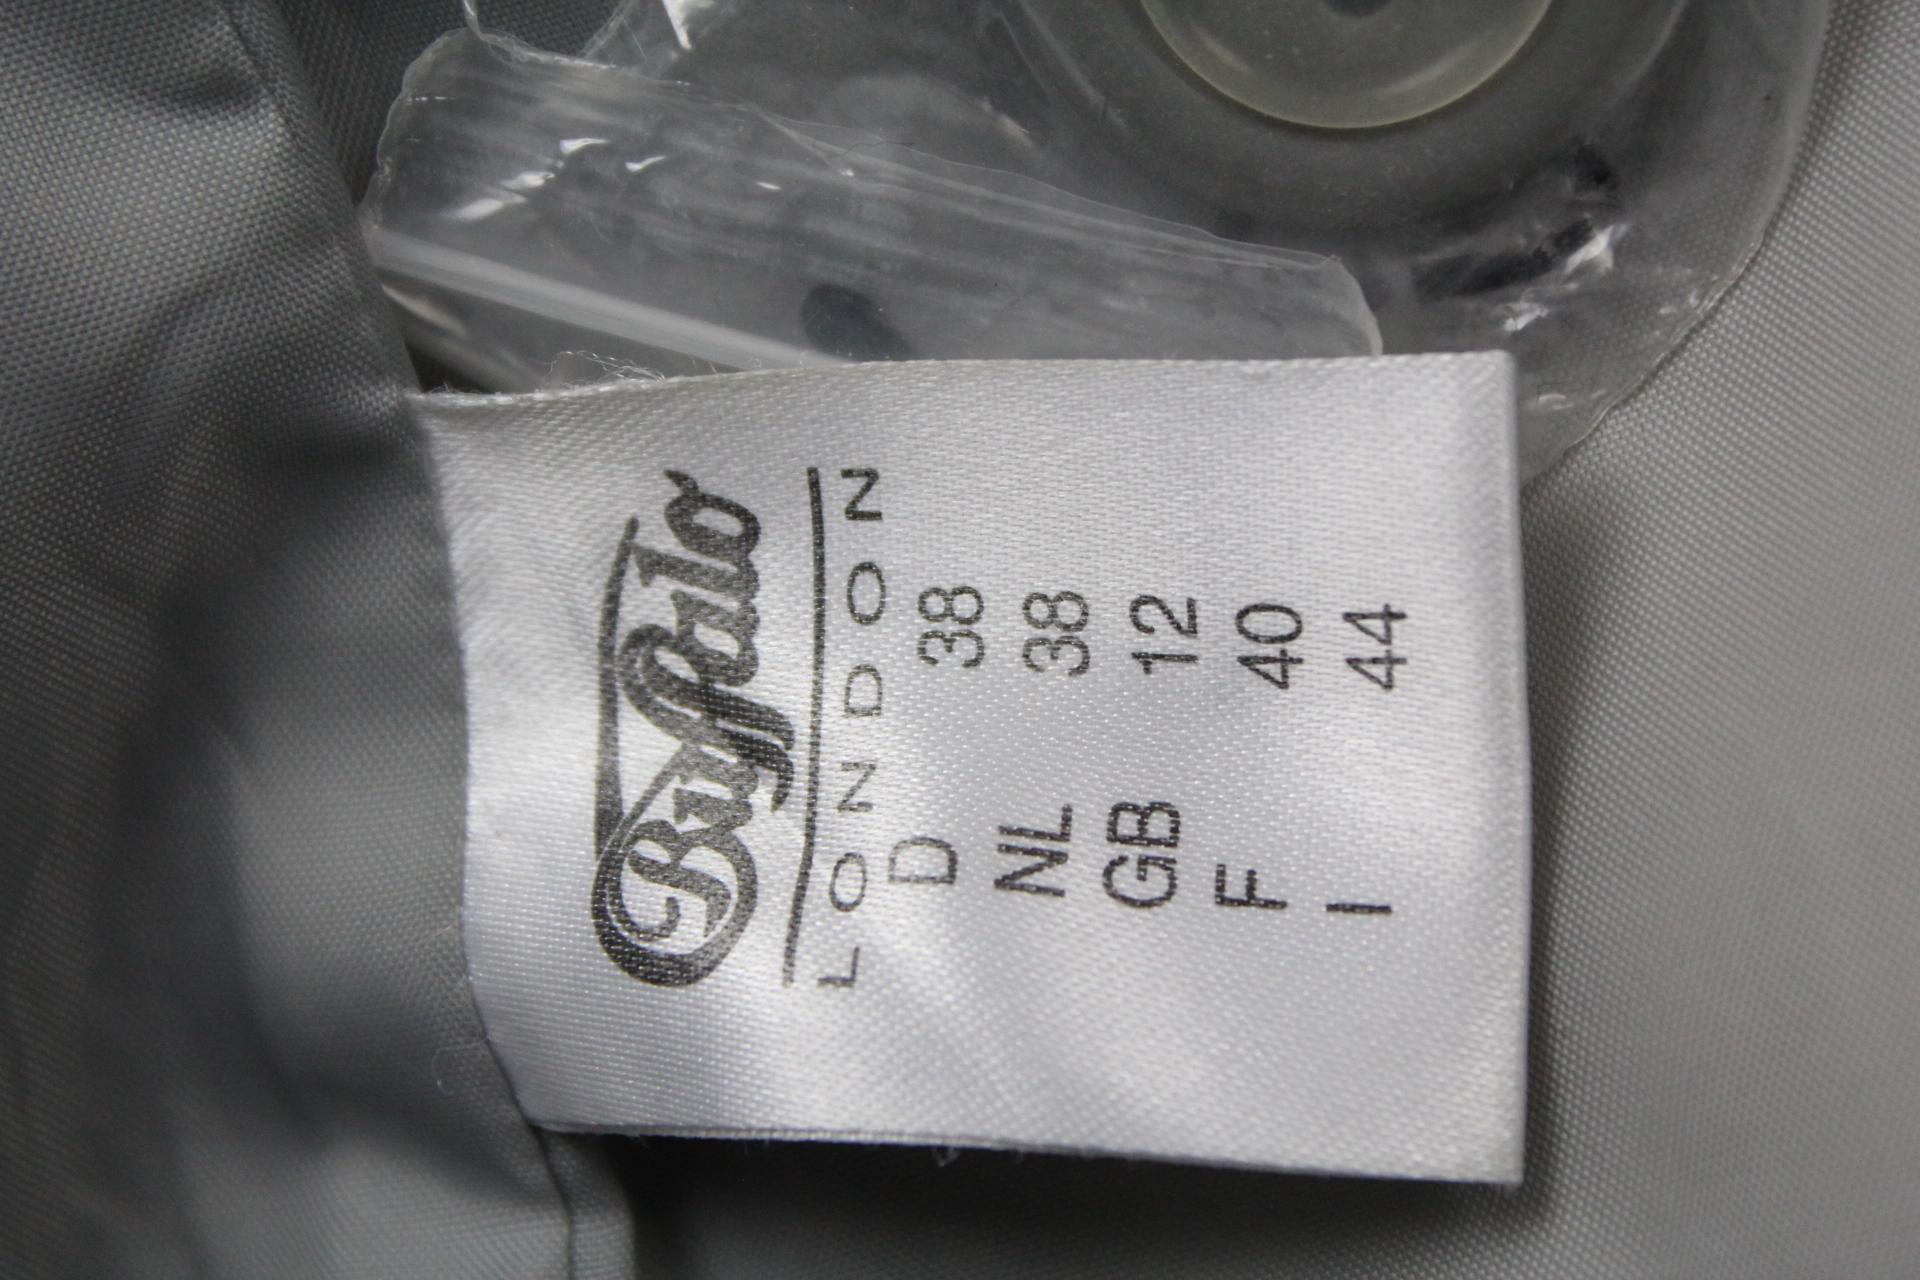 Buffalo
LONDON
D 38
NL 38
GB 12
F 40
I 44